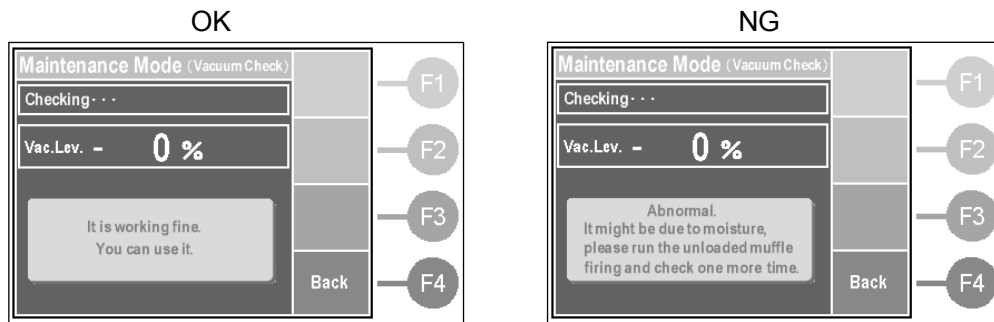 OK
Maintenance Mode (Vacuum Check)
Checking···
Vac.Lev. - 0 %
It is working fine.
You can use it.
Back
F1
F2
F3
F4
NG
Maintenance Mode (Vacuum Check)
Checking···
Vac.Lev. - 0 %
Abnormal.
It might be due to moisture,
please run the unloaded muffle
firing and check one more time.
Back
F1
F2
F3
F4